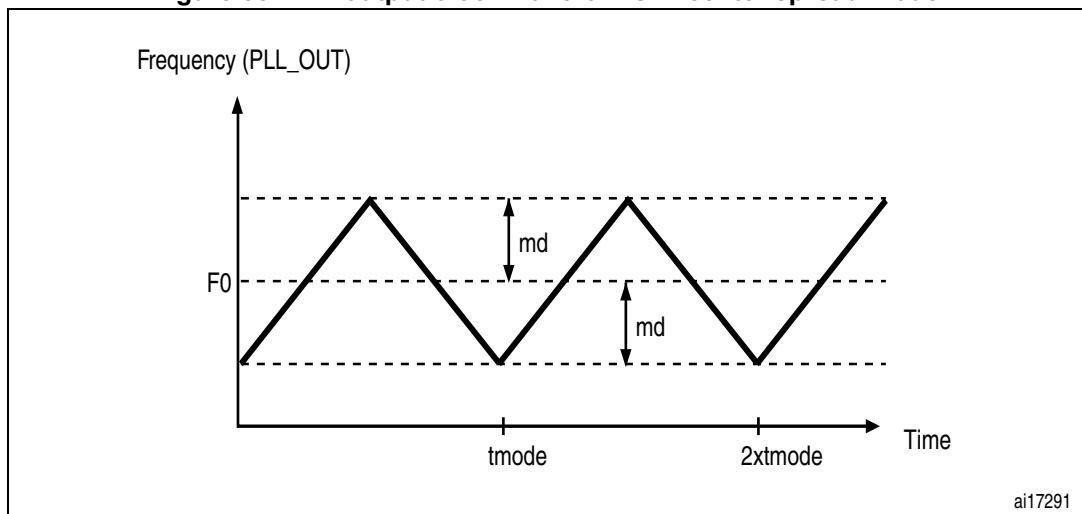 Frequency (PLL_OUT)
md
F0
md
tmode
2xtmode
Time
ai17291